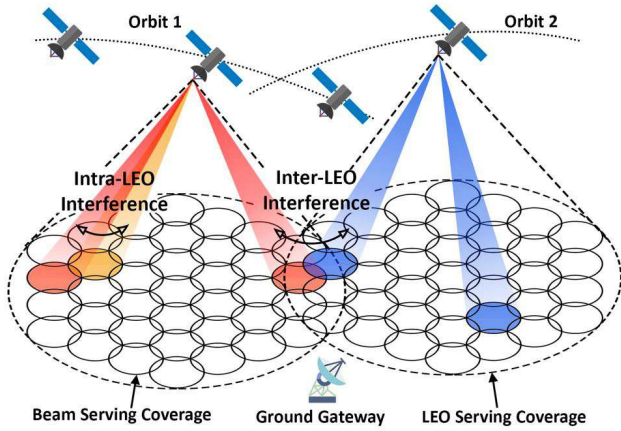 Orbit 1
Orbit 2
Intra-LEO
Interference
Inter-LEO
Interference
Beam Serving Coverage
Ground Gateway
LEO Serving Coverage